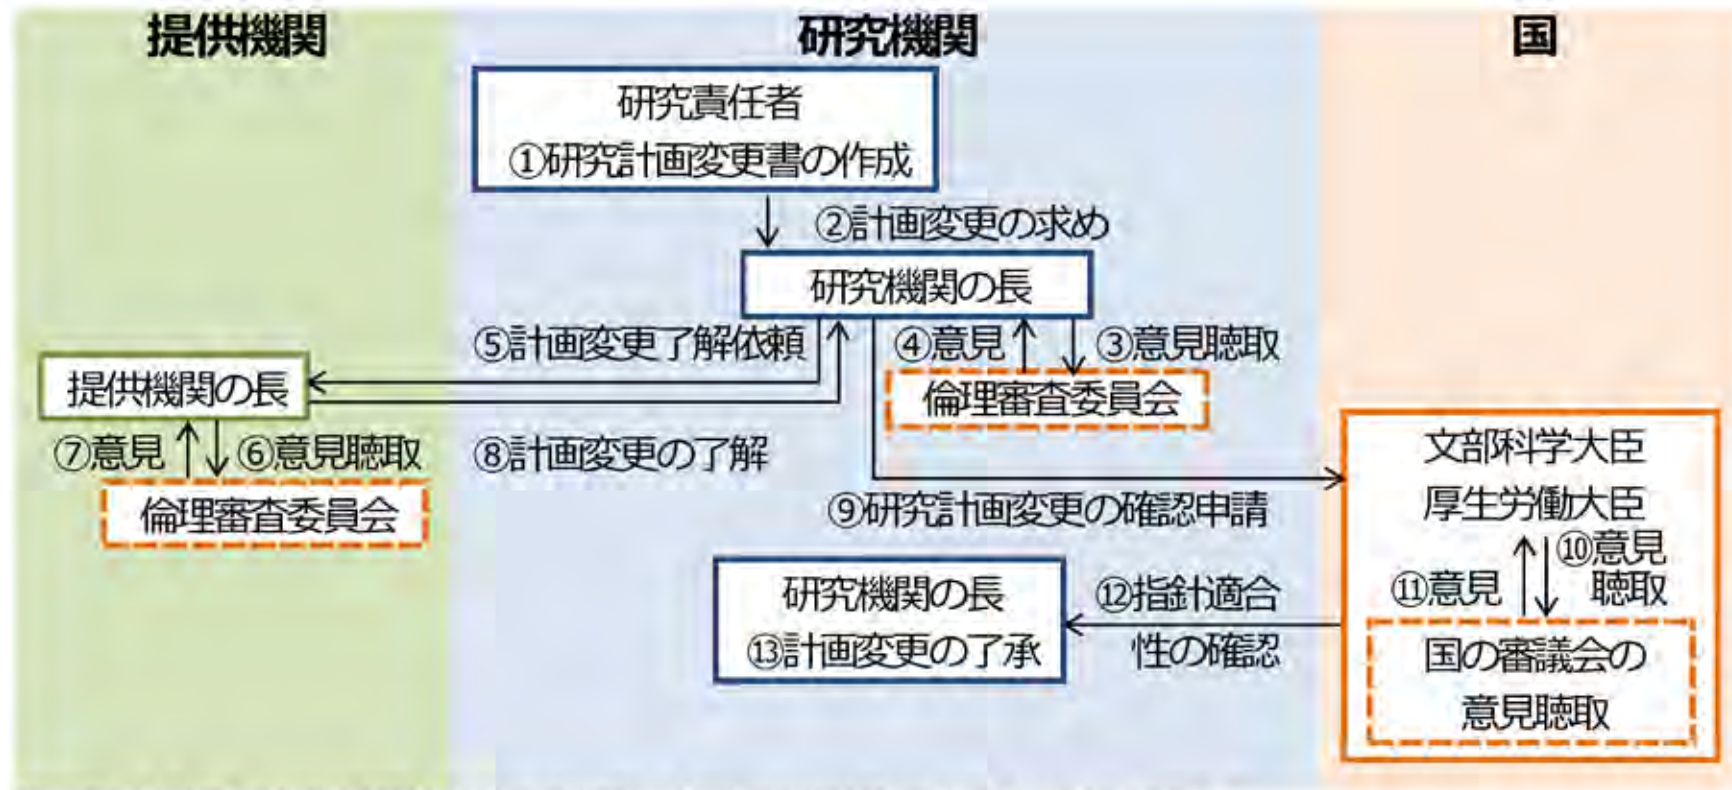 提供機関
研究機関
国
研究責任者
①研究計画変更書の作成
②計画変更の求め
研究機関の長
⑤計画変更了解依頼
④意見
③意見聴取
倫理審査委員会
提供機関の長
⑦意見
⑥意見聴取
倫理審査委員会
⑧計画変更の了解
⑨研究計画変更の確認申請
文部科学大臣
厚生労働大臣
⑩意見
聴取
⑪意見
国の審議会の
意見聴取
⑫指針適合
性の確認
研究機関の長
⑬計画変更の了承